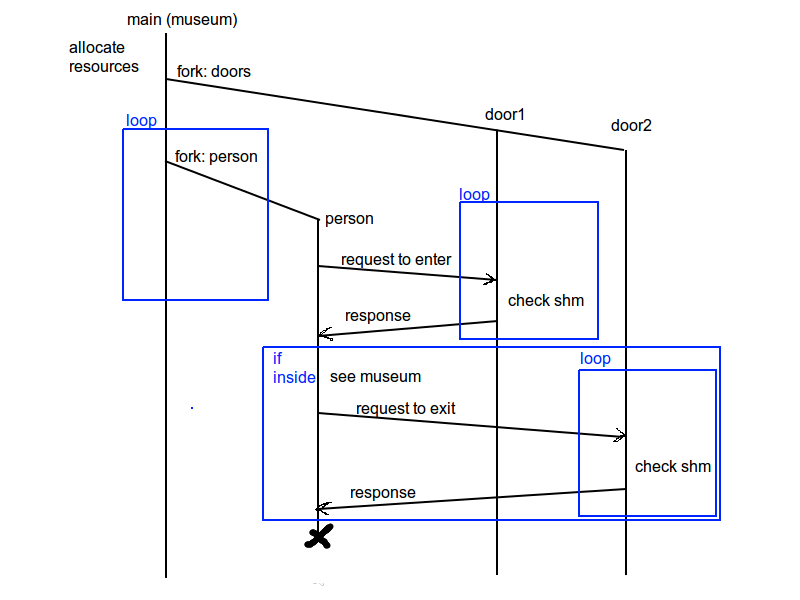 main (museum)
allocate
resources
fork: doors
door1
door2
loop
fork: person
loop
person
request to enter
check shm
response
if
inside
see museum
loop
request to exit
check shm
response